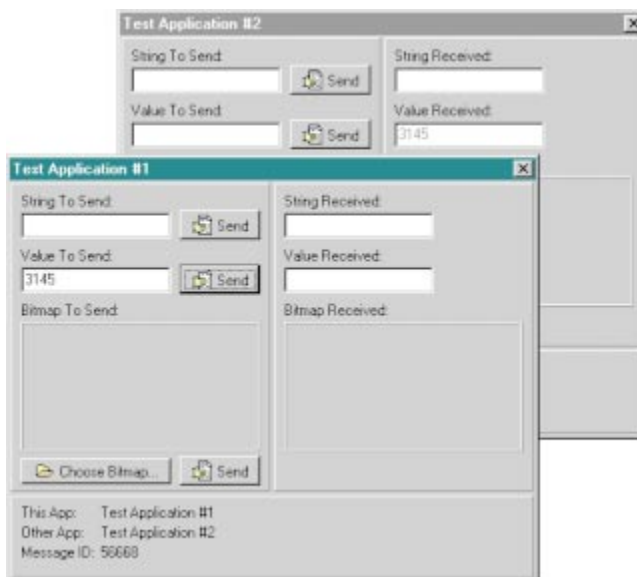 Test Application #2
String To Send:
Send
String Received:
Value To Send:
Send
Value Received:
3145
Test Application #1
String To Send:
Send
String Received:
Value To Send:
3145
Send
Value Received:
Bitmap To Send:
Bitmap Received:
Choose Bitmap...
Send
This App: Test Application #1
Other App: Test Application #2
Message ID: 56668